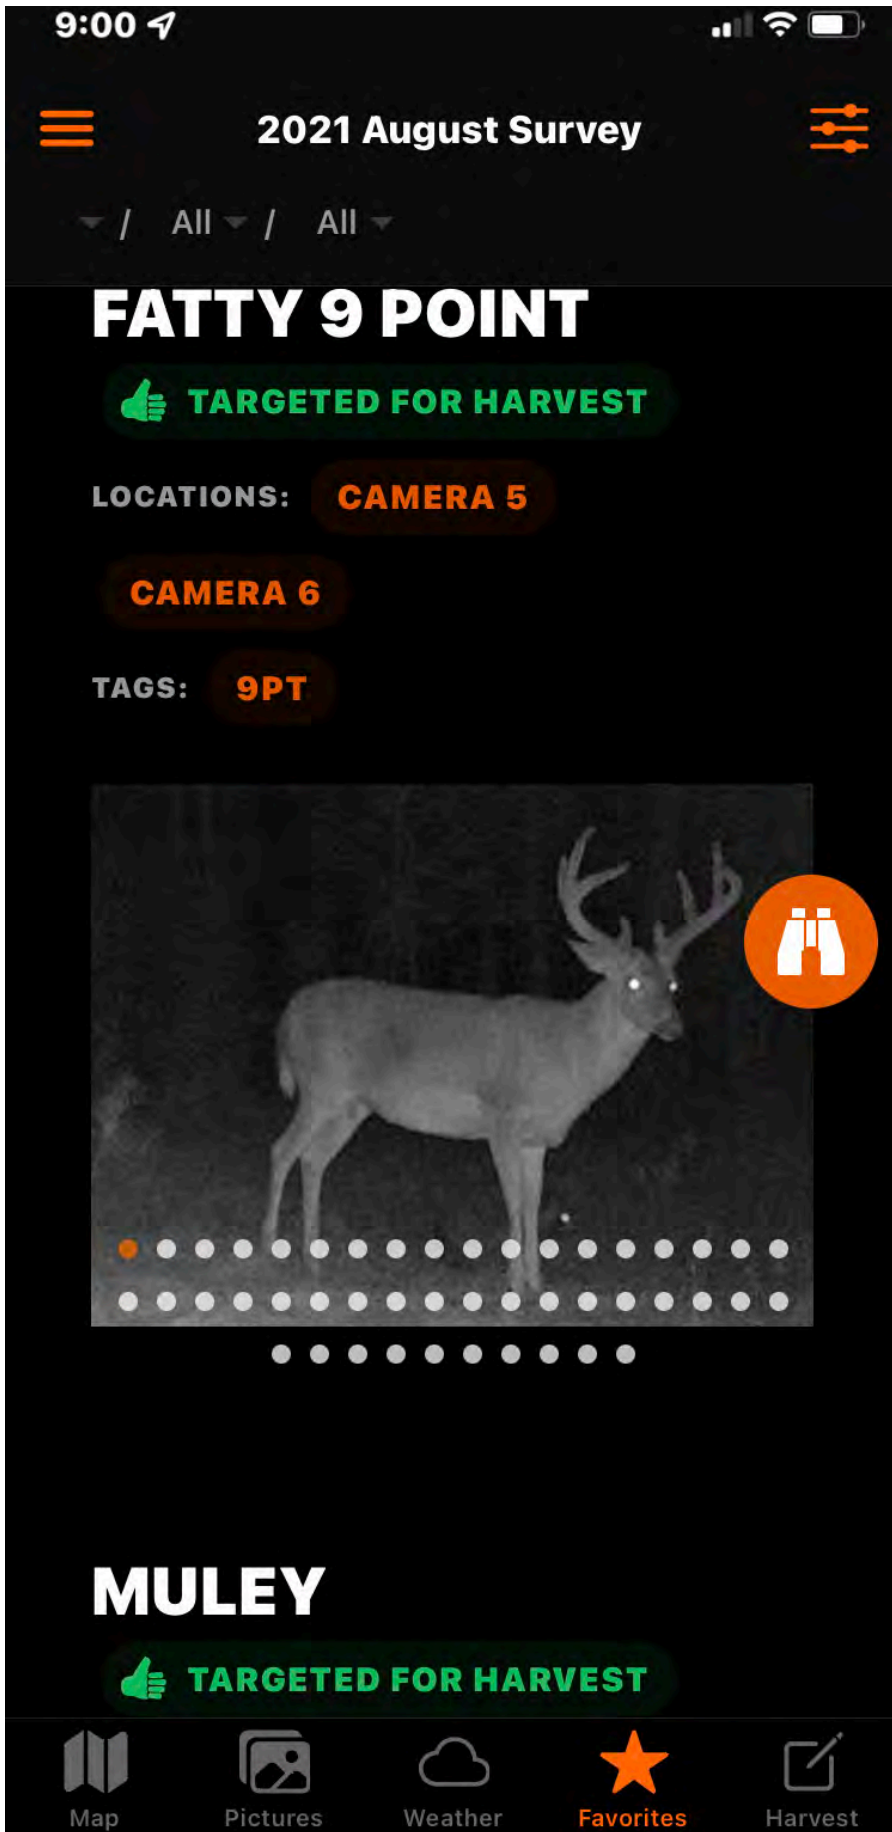 9:00
2021 August Survey
/ All / All
FATTY 9 POINT
TARGETED FOR HARVEST
LOCATIONS: CAMERA 5
CAMERA 6
TAGS: 9PT
MULEY
TARGETED FOR HARVEST
Map Pictures Weather Favorites Harvest